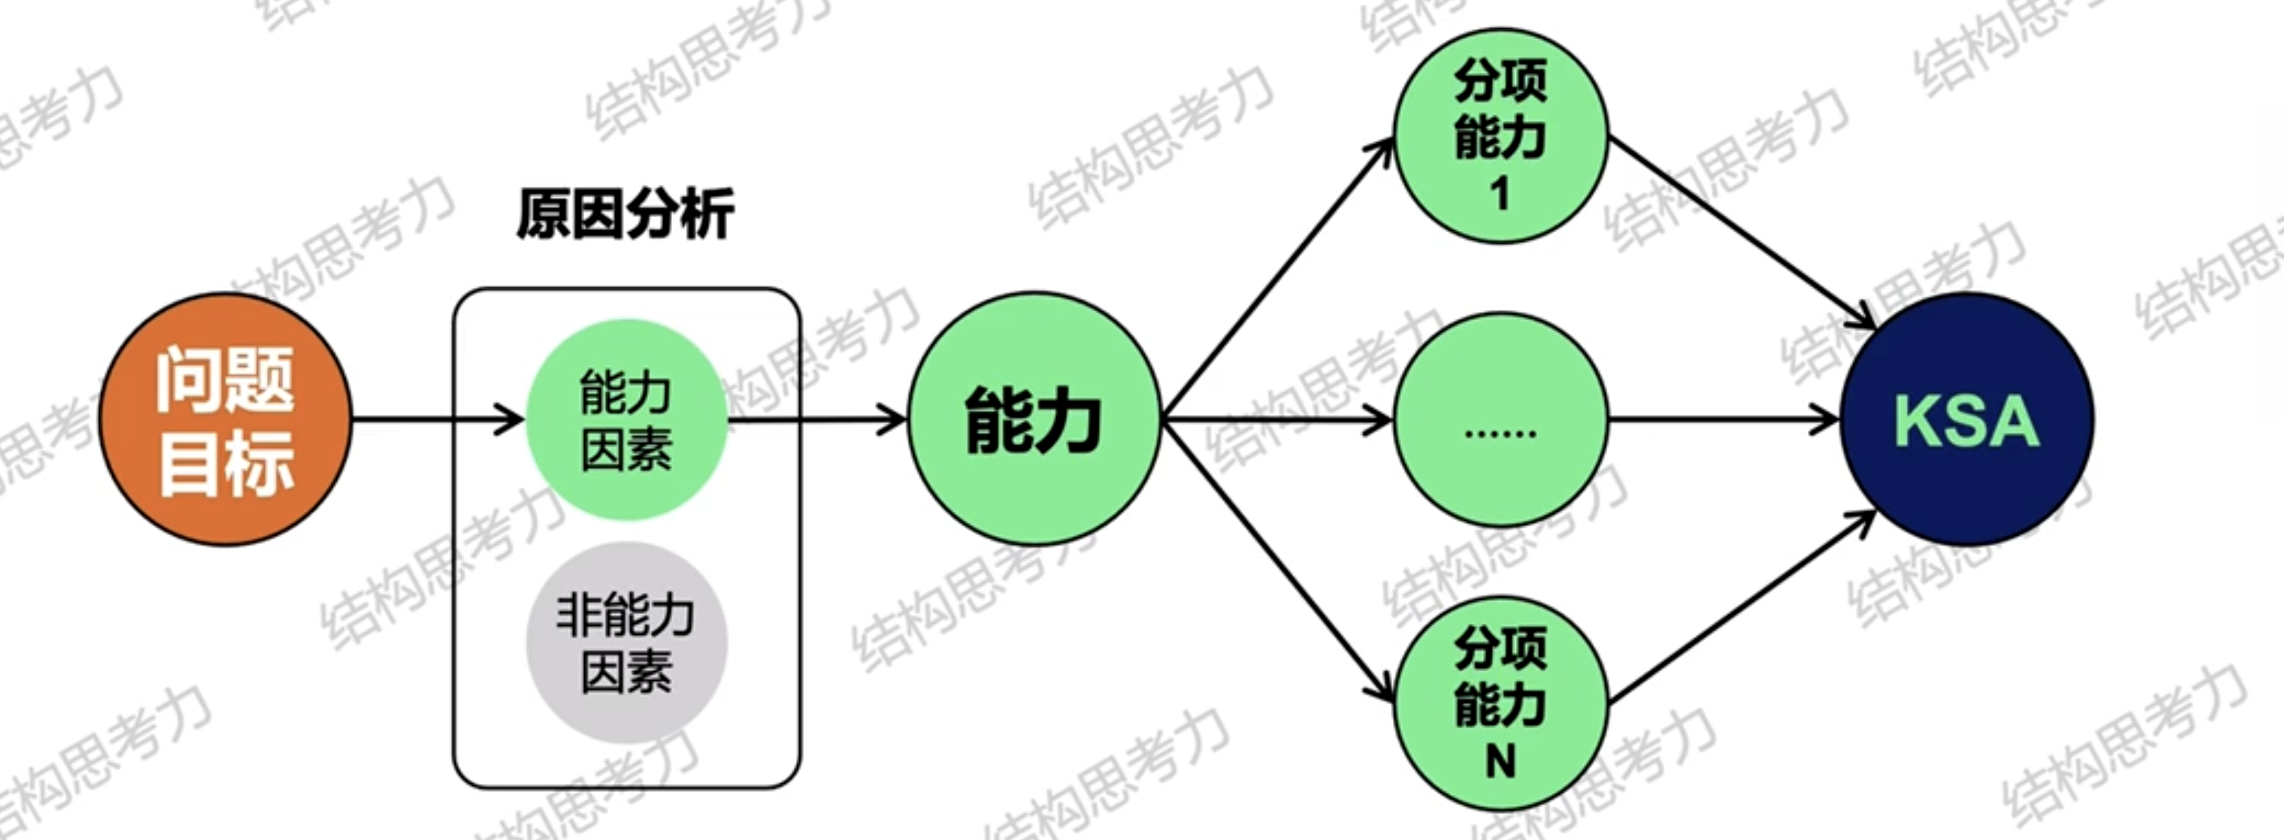 原因分析
问题
目标
能力
因素
非能力
因素
能力
分项
能力
1
......
分项
能力
N
KSA
结构思考力